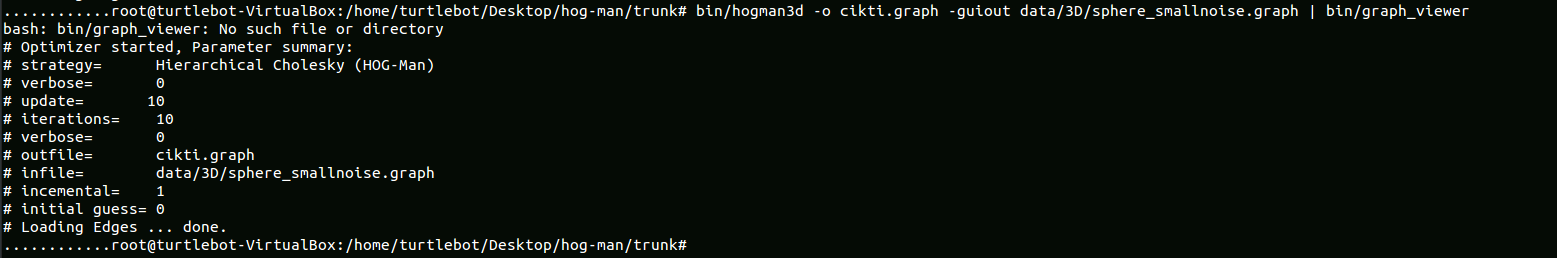 ............root@turtlebot-VirtualBox:/home/turtlebot/Desktop/hog-man/trunk# bin/hogman3d -o cikti.graph -guiout data/3D/sphere_smallnoise.graph | bin/graph_viewer
bash: bin/graph_viewer: No such file or directory
# Optimizer started, Parameter summary:
# strategy=      Hierarchical Cholesky (HOG-Man)
# verbose=       0
# update=       10
# iterations=    10
# verbose=       0
# outfile=       cikti.graph
# infile=        data/3D/sphere_smallnoise.graph
# incemental=    1
# initial guess= 0
# Loading Edges ... done.
............root@turtlebot-VirtualBox:/home/turtlebot/Desktop/hog-man/trunk#